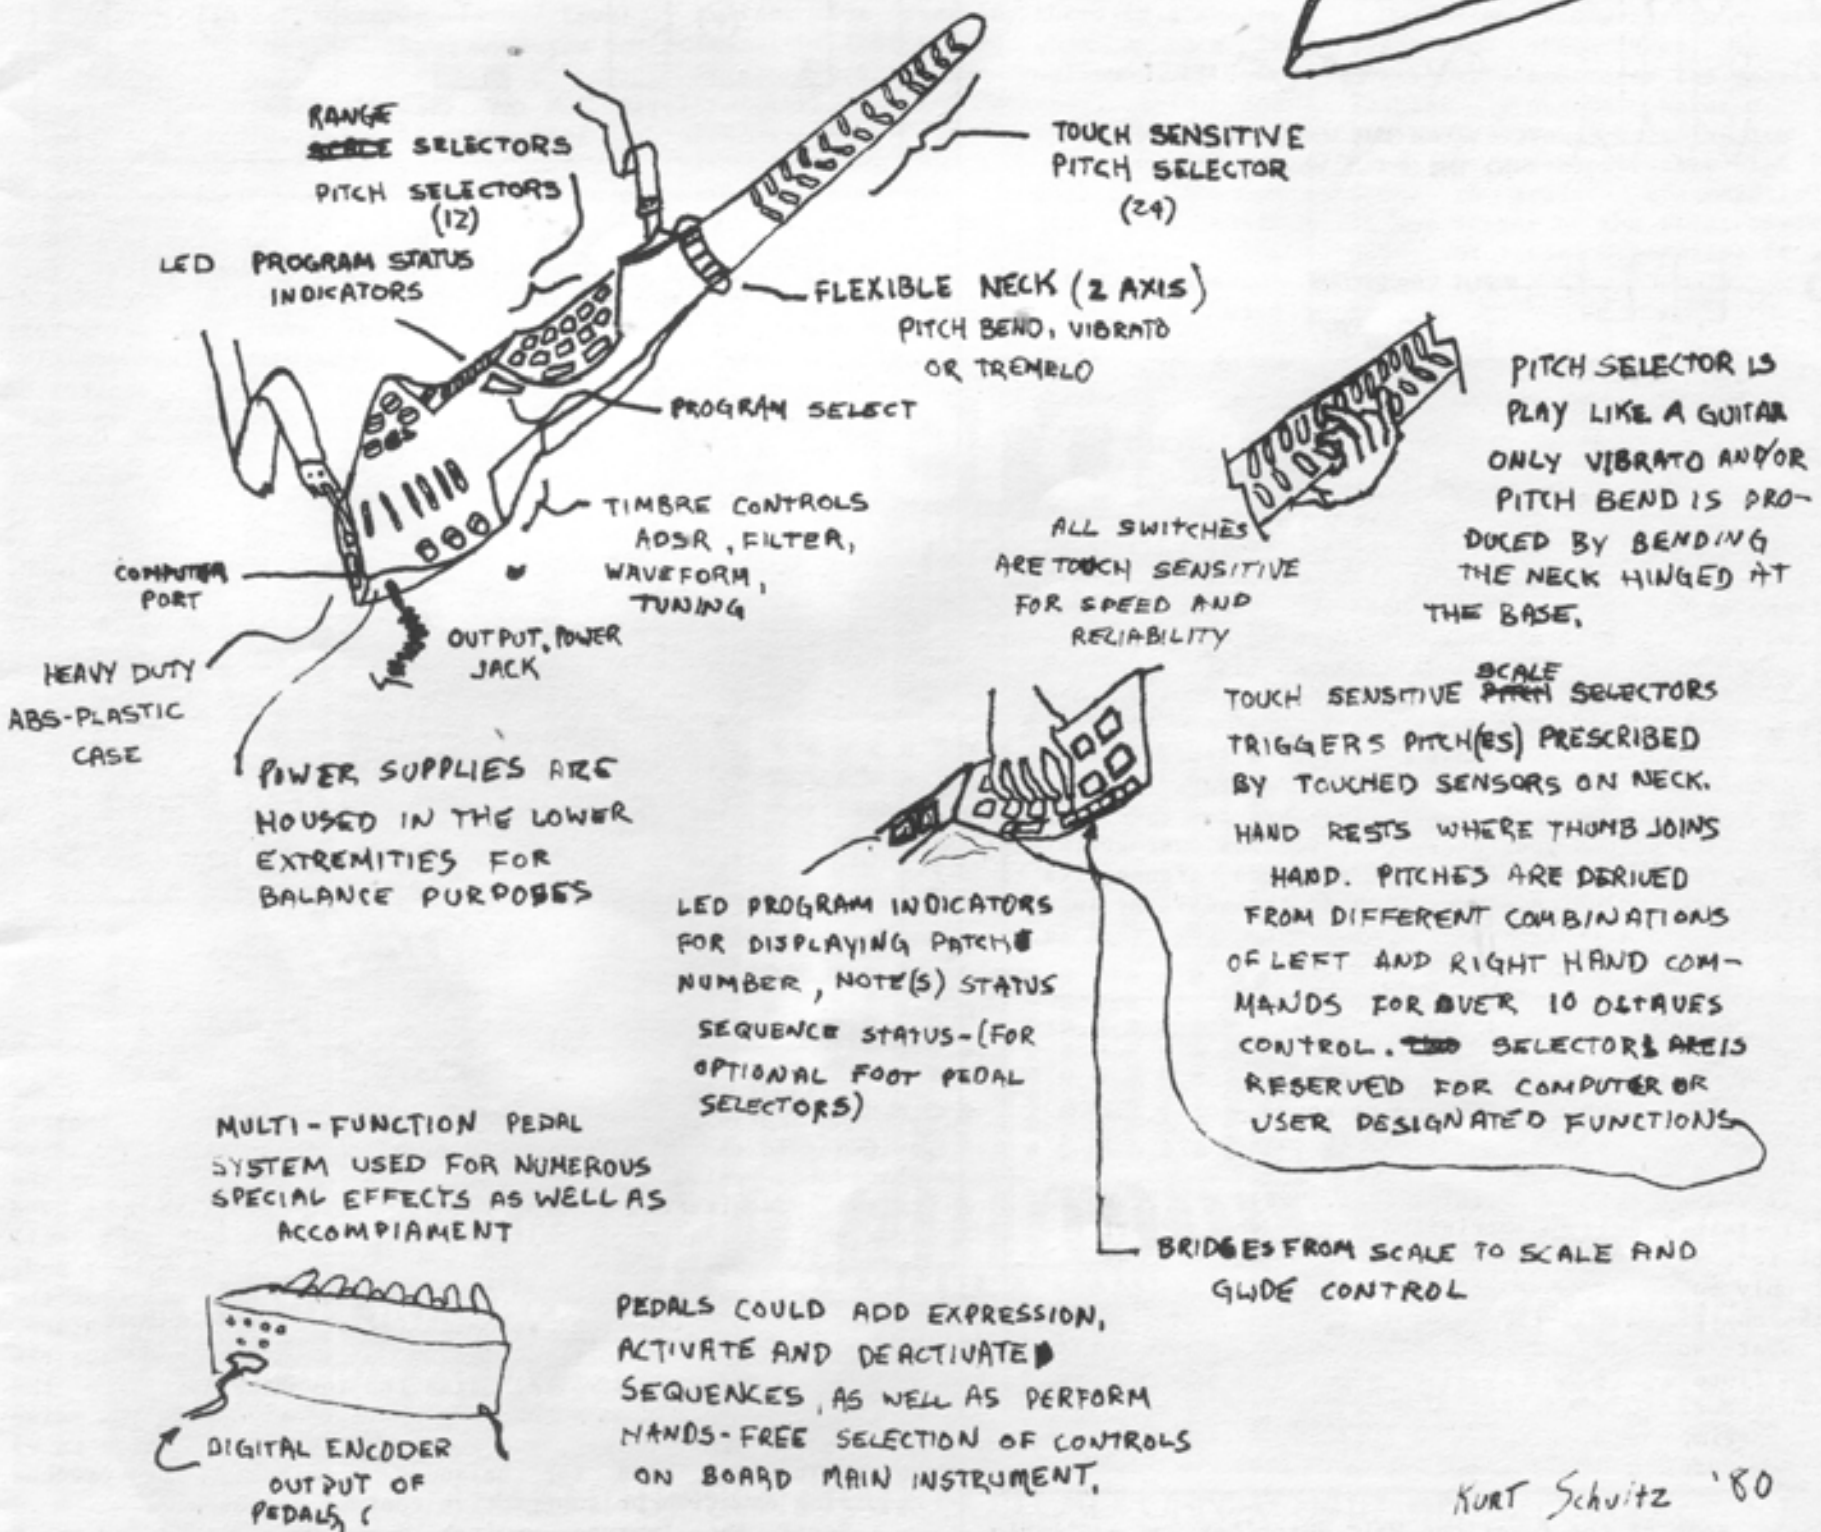 RANGE
SELECTORS
PITCH SELECTORS
(12)
LED PROGRAM STATUS
INDICATORS
TOUCH SENSITIVE
PITCH SELECTOR
(24)
FLEXIBLE NECK (2 AXIS)
PITCH BEND, VIBRATO
OR TREMELO
PROGRAM SELECT
TIMBRE CONTROLS
ADSR, FILTER,
WAVEFORM,
TUNING
COMPUTER
PORT
OUTPUT, POWER
JACK
HEAVY DUTY
ABS-PLASTIC
CASE
POWER SUPPLIES ARE
HOUSED IN THE LOWER
EXTREMITIES FOR
BALANCE PURPOSES
PITCH SELECTOR IS
PLAY LIKE A GUITAR
ONLY VIBRATO AND/OR
PITCH BEND IS PRO-
DUCED BY BENDING
THE NECK HINGED AT
THE BASE.
ALL SWITCHES
ARE TOUCH SENSITIVE
FOR SPEED AND
RELIABILITY
TOUCH SENSITIVE SCALE SELECTORS
TRIGGERS PITCH(ES) PRESCRIBED
BY TOUCHED SENSORS ON NECK.
HAND RESTS WHERE THUMB JOINS
HAND. PITCHES ARE DERIVED
FROM DIFFERENT COMBINATIONS
OF LEFT AND RIGHT HAND COM-
MANDS FOR OVER 10 OCTAVES
CONTROL. SELECTOR IS
RESERVED FOR COMPUTER OR
USER DESIGNATED FUNCTIONS
LED PROGRAM INDICATORS
FOR DISPLAYING PATCH
NUMBER, NOTE(S) STATUS
SEQUENCE STATUS-(FOR
OPTIONAL FOOT PEDAL
SELECTORS)
BRIDGES FROM SCALE TO SCALE AND
GLIDE CONTROL
MULTI-FUNCTION PEDAL
SYSTEM USED FOR NUMEROUS
SPECIAL EFFECTS AS WELL AS
ACCOMPIAMENT
PEDALS COULD ADD EXPRESSION,
ACTIVATE AND DEACTIVATE
SEQUENCES, AS WELL AS PERFORM
HANDS-FREE SELECTION OF CONTROLS
ON BOARD MAIN INSTRUMENT.
DIGITAL ENCODER
OUTPUT OF
PEDALS
Kurt Schvitz '80